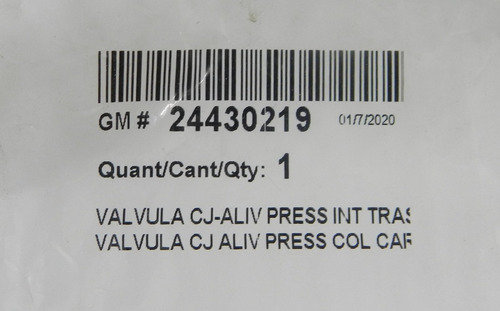 GM # 24430219 01/7/2020
Quant/Cant/Qty: 1
VALVULA CJ-ALIV PRESS INT TRAS
VALVULA CJ ALIV PRESS COL CAR